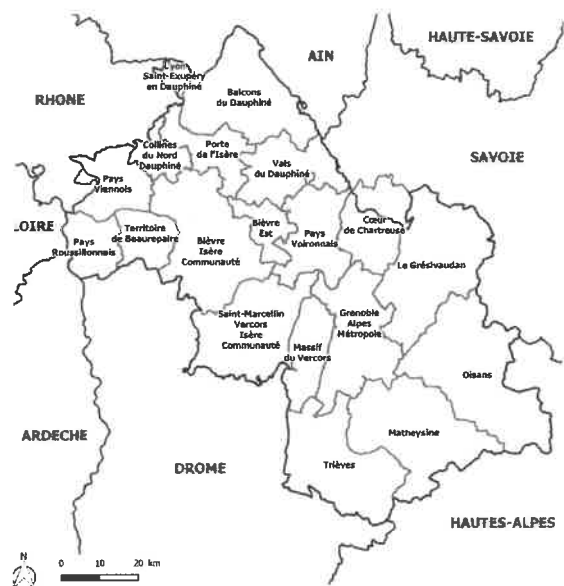 HAUTE-SAVOIE
AIN
Lyon
Saint-Exupéry
en Dauphiné
RHONE
Balcons
du Dauphiné
Collines
du Nord
Dauphiné
Porte
de l'Isère
SAVOIE
Vals
du Dauphiné
Pays
Viennois
LOIRE
Pays
Roussillonnais
Territoire
de Beaurepaire
Bièvre
Isère
Communauté
Bièvre
Est
Pays
Voironnais
Cœur
de Chartreuse
Le Grésivaudan
Saint-Marcellin
Vercors
Isère
Communauté
Massif
du Vercors
Grenoble
Alpes
Métropole
Oisans
ARDECHE
DROME
Trièves
Matheysine
HAUTES-ALPES
N
0 10 20 km